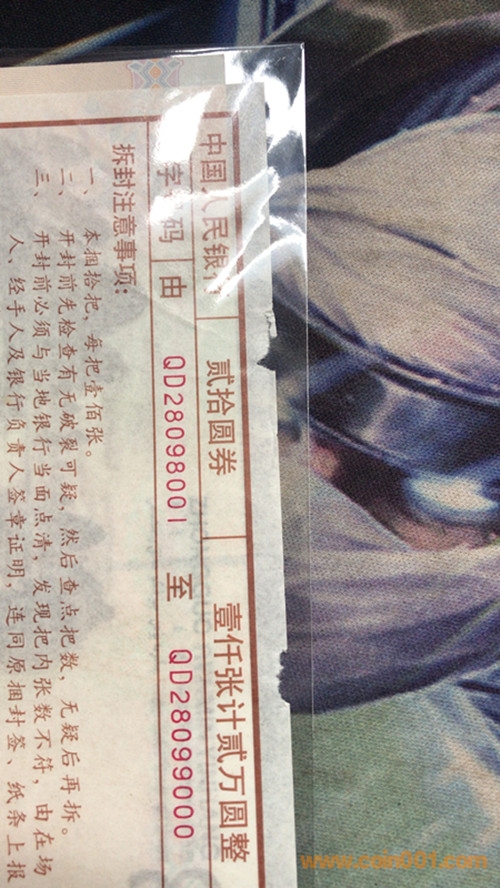 中国人民银行 贰拾圆券 壹仟张计贰万圆整
字 码 由 QD28098001 至 QD28099000
拆封注意事项：
一、本捆拾把，每把壹佰张。
二、开封前先检查有无破裂可疑，然后查点把数，无疑后再拆。
三、开封前必须与当地银行当面点清，发现把内张数不符，由在场
人、经手人及银行负责人签章证明，连同原捆封签、纸条上报
www.coin001.com